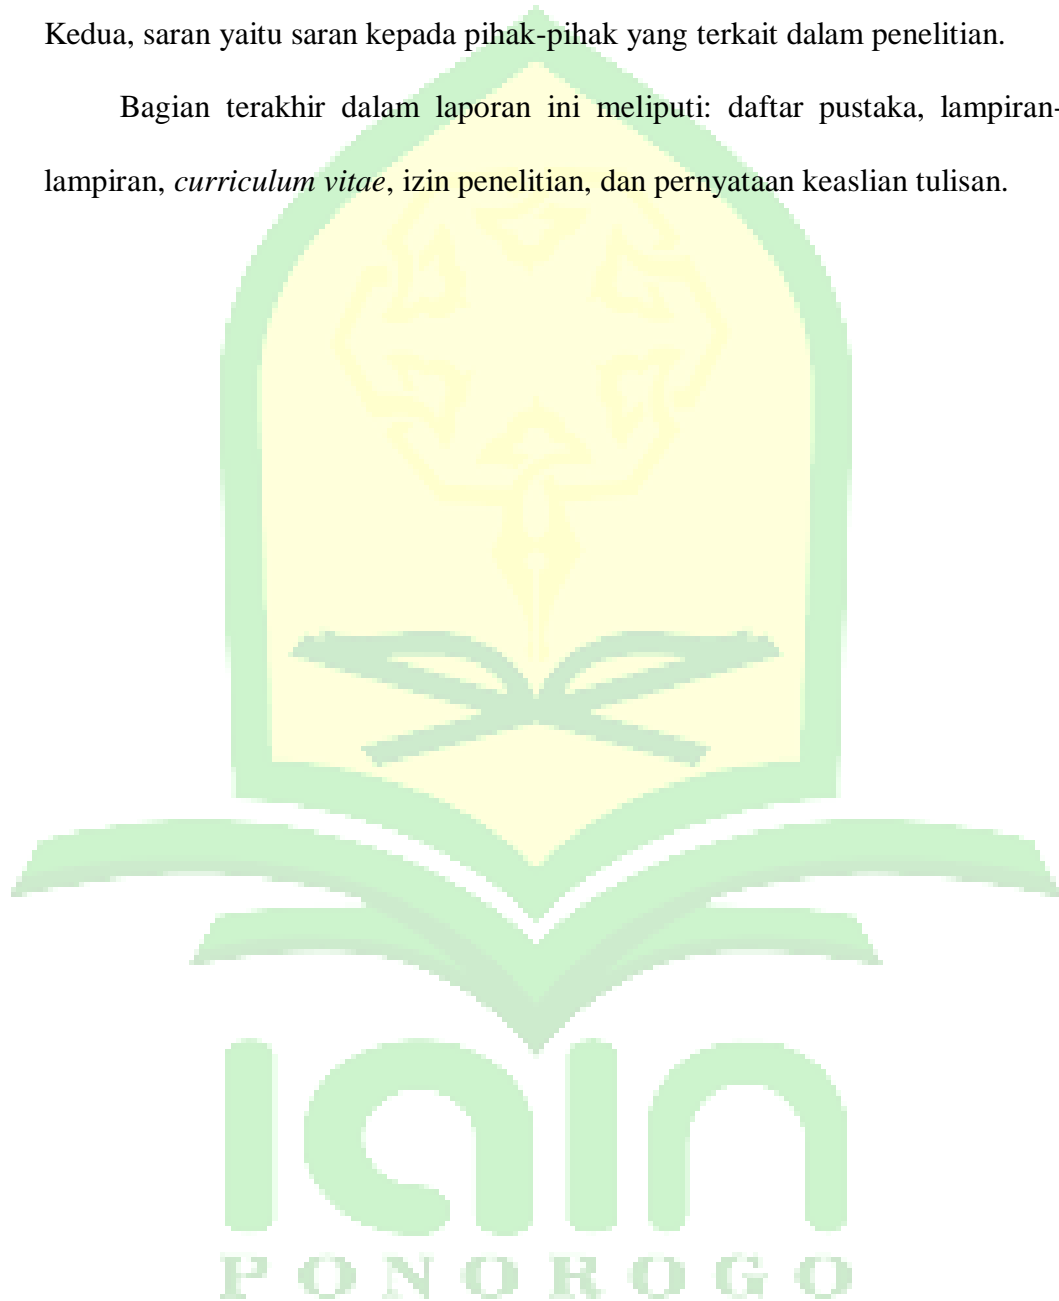 Kedua, saran yaitu saran kepada pihak-pihak yang terkait dalam penelitian.
Bagian terakhir dalam laporan ini meliputi: daftar pustaka, lampiran-
lampiran, curriculum vitae, izin penelitian, dan pernyataan keaslian tulisan.
iain
PONOROGO